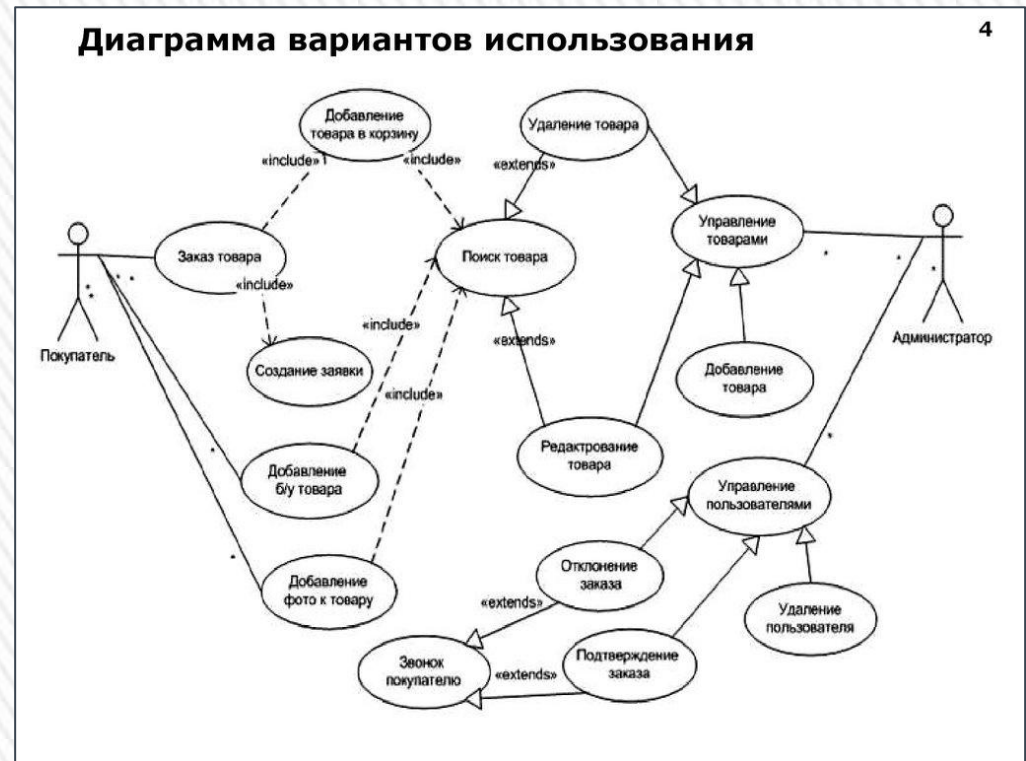 Диаграмма вариантов использования
4
Добавление
товара в корзину
Удаление товара
«include»
«include»
«extends»
Управление
товарами
Заказ товара
Поиск товара
«include»
Покупатель
Администратор
«include»
«extends»
Создание заявки
Добавление
товара
«include»
Редактрование
товара
Добавление
б/у товара
Управление
пользователями
Отклонение
заказа
Добавление
фото к товару
«extends»
Удаление
пользователя
Звонок
покупателю
«extends»
Подтверждение
заказа